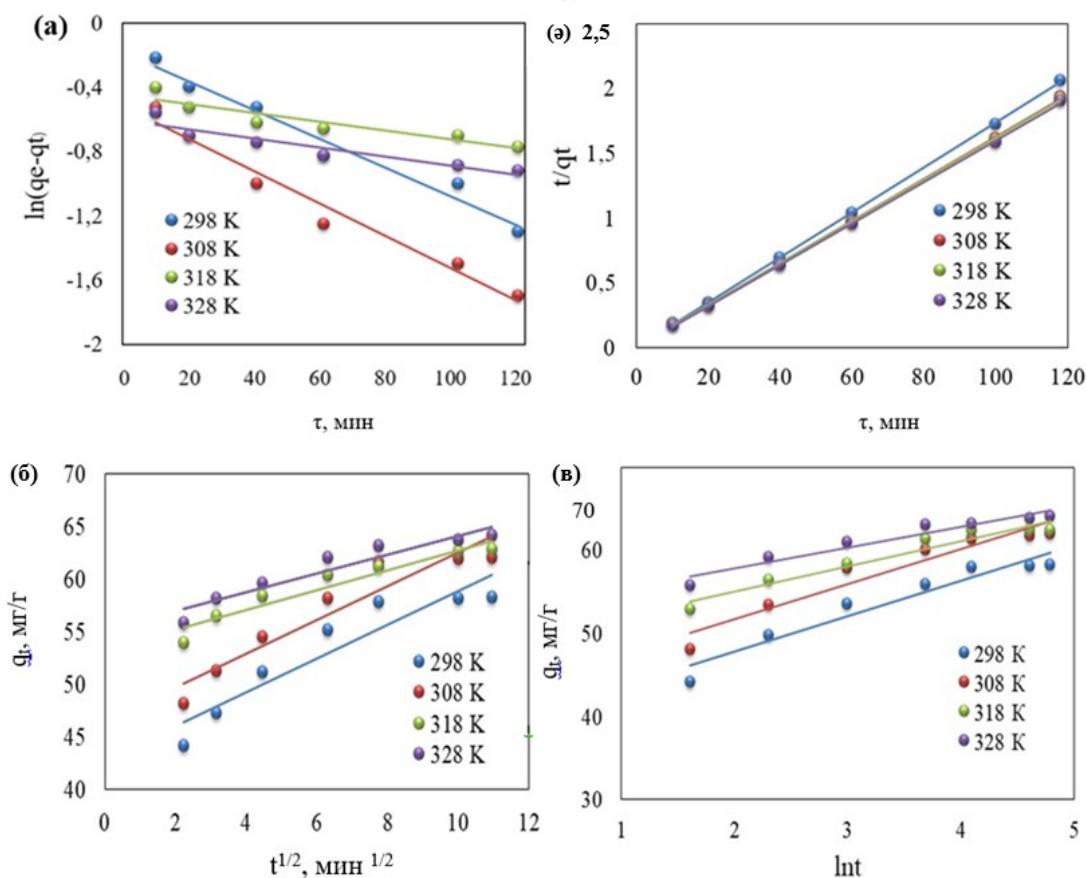 (а)
0
-0,4
-0,8
-1,2
-1,6
-2
ln(qe-qt)
298 K
308 K
318 K
328 K
0 20 40 60 80 100 120
τ, мин
(ә) 2,5
2
1,5
1
0,5
0
t/qt
298 K
308 K
318 K
328 K
0 20 40 60 80 100 120
τ, мин
(б)
70
65
60
55
50
45
40
qt, мг/г
298 K
308 K
318 K
328 K
0 2 4 6 8 10 12
t1/2, мин 1/2
(в)
70
60
50
40
30
qt, мг/г
298 К
308 К
318 К
328 К
1 2 3 4 5
lnt